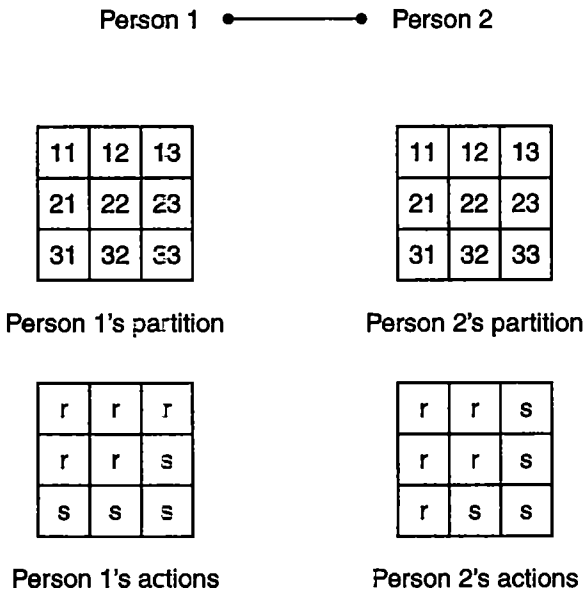 Person 1 Person 2
11 12 13 11 12 13
21 22 23 21 22 23
31 32 33 31 32 33
Person 1's partition Person 2's partition
r r r r r s
r r s r r s
s s s r s s
Person 1's actions Person 2's actions